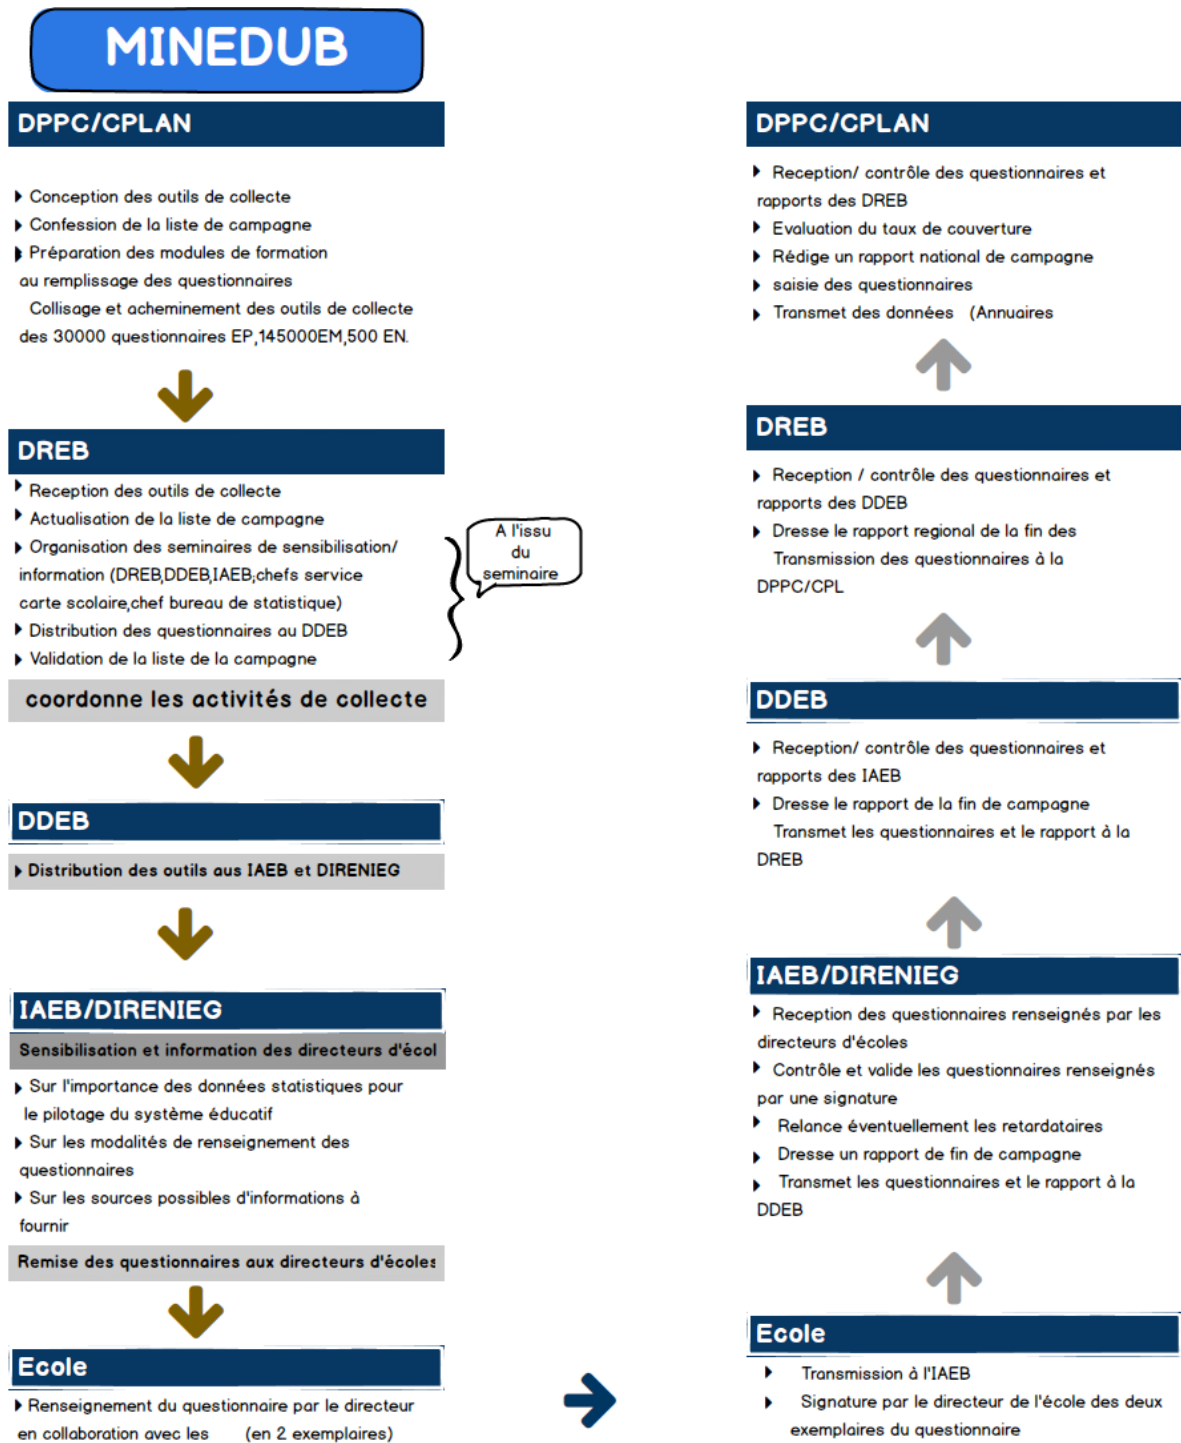 MINEDUB
DPPC/CPLAN
Conception des outils de collecte
Confession de la liste de campagne
Préparation des modules de formation
au remplissage des questionnaires
Collisage et acheminement des outils de collecte
des 30000 questionnaires EP,145000EM,500 EN.
DREB
Reception des outils de collecte
Actualisation de la liste de campagne
Organisation des seminaires de sensibilisation/
information (DREB,DDEB,IAEB;chefs service
carte scolaire,chef bureau de statistique)
Distribution des questionnaires au DDEB
Validation de la liste de la campagne
A l'issu
du
seminaire
coordonne les activités de collecte
DDEB
Distribution des outils aus IAEB et DIRENIEG
IAEB/DIRENIEG
Sensibilisation et information des directeurs d'écol
Sur l'importance des données statistiques pour
le pilotage du système éducatif
Sur les modalités de renseignement des
questionnaires
Sur les sources possibles d'informations à
fournir
Remise des questionnaires aux directeurs d'écoles
Ecole
Renseignement du questionnaire par le directeur
en collaboration avec les (en 2 exemplaires)
DPPC/CPLAN
Reception/ contrôle des questionnaires et
rapports des DREB
Evaluation du taux de couverture
Rédige un rapport national de campagne
saisie des questionnaires
Transmet des données (Annuaires
DREB
Reception / contrôle des questionnaires et
rapports des DDEB
Dresse le rapport regional de la fin des
Transmission des questionnaires à la
DPPC/CPL
DDEB
Reception/ contrôle des questionnaires et
rapports des IAEB
Dresse le rapport de la fin de campagne
Transmet les questionnaires et le rapport à la
DREB
IAEB/DIRENIEG
Reception des questionnaires renseignés par les
directeurs d'écoles
Contrôle et valide les questionnaires renseignés
par une signature
Relance éventuellement les retardataires
Dresse un rapport de fin de campagne
Transmet les questionnaires et le rapport à la
DDEB
Ecole
Transmission à l'IAEB
Signature par le directeur de l'école des deux
exemplaires du questionnaire